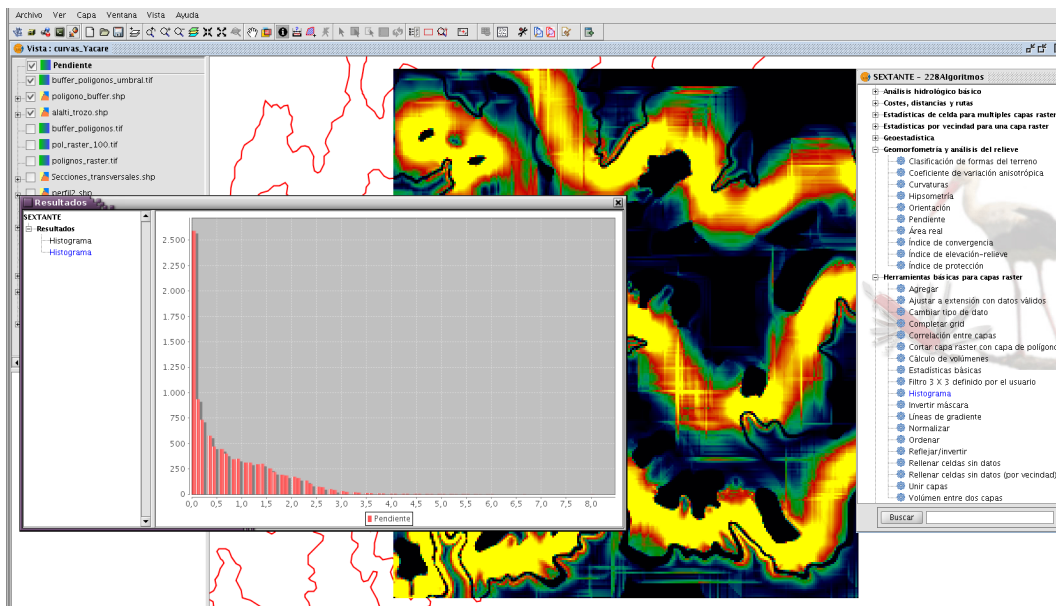 Archivo Ver Capa Ventana Vista Ayuda
Vista : curvas_Yacare
Pendiente
buffer_poligonos_umbral.tif
poligono_buffer.shp
alalti_trozo.shp
buffer_poligonos.tif
pol_raster_100.tif
polignos_raster.tif
Secciones_transversales.shp
perfil2.shp
Resultados
SEXTANTE
Resultados
Histograma
Histograma
2.500
2.250
2.000
1.750
1.500
1.250
1.000
750
500
250
0
0,0 0,5 1,0 1,5 2,0 2,5 3,0 3,5 4,0 4,5 5,0 5,5 6,0 6,5 7,0 7,5 8,0
Pendiente
SEXTANTE - 228Algoritmos
Análisis hidrológico básico
Costes, distancias y rutas
Estadísticas de celda para multiples capas raster
Estadísticas por vecindad para una capa raster
Geoestadística
Geomorfometría y análisis del relieve
Clasificación de formas del terreno
Coeficiente de variación anisotrópica
Curvaturas
Hipsometría
Orientación
Pendiente
Área real
Índice de convergencia
Índice de elevación-relieve
Índice de protección
Herramientas básicas para capas raster
Agregar
Ajustar a extensión con datos válidos
Cambiar tipo de dato
Completar grid
Correlación entre capas
Cortar capa raster con capa de polígono
Cálculo de volúmenes
Estadísticas básicas
Filtro 3 X 3 definido por el usuario
Histograma
Invertir máscara
Líneas de gradiente
Normalizar
Ordenar
Reflejar/invertir
Rellenar celdas sin datos
Rellenar celdas sin datos (por vecindad)
Unir capas
Volúmen entre dos capas
Buscar